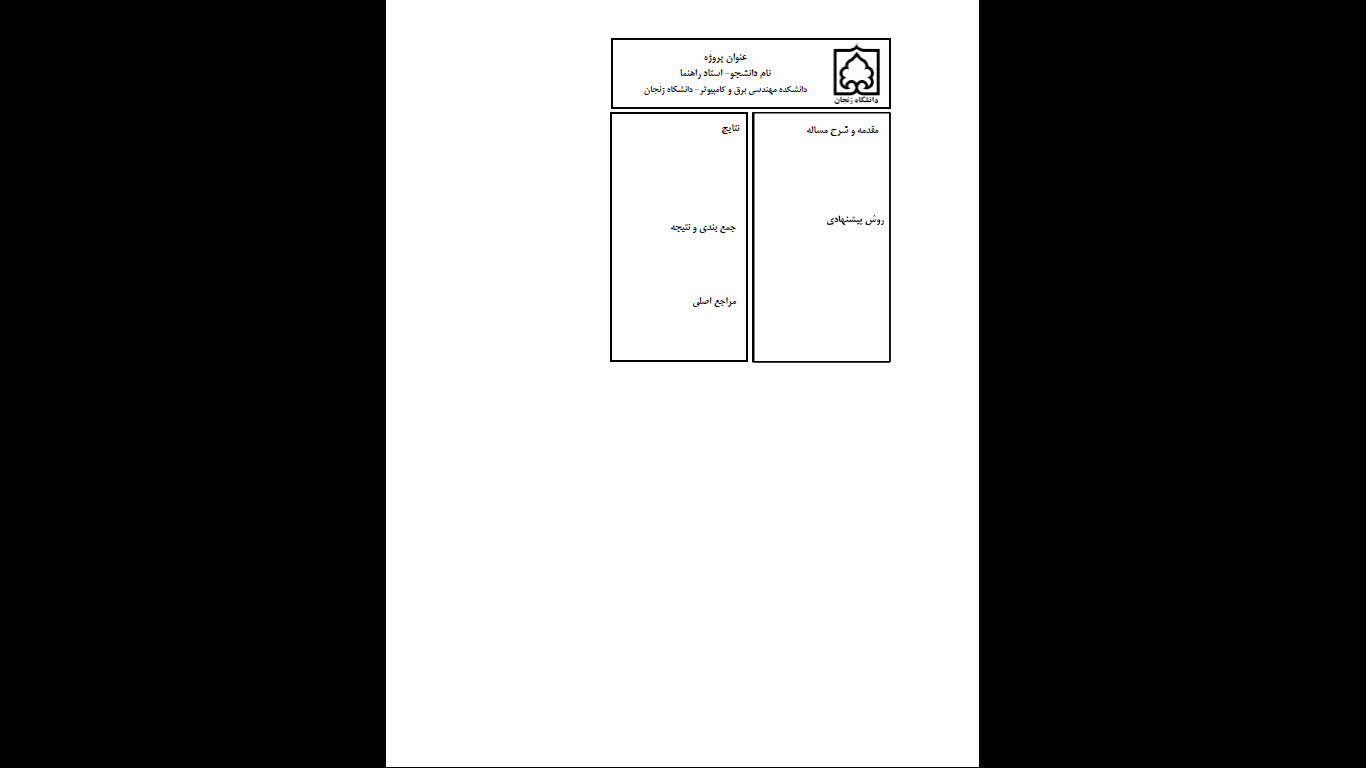 عنوان پروژه
نام دانشجو- استاد راهنما
دانشکده مهندسی برق و کامپیوتر- دانشگاه زنجان
دانشگاه زنجان
مقدمه و شرح مساله
روش پیشنهادی
نتایج
جمع بندی و نتیجه
مراجع اصلی